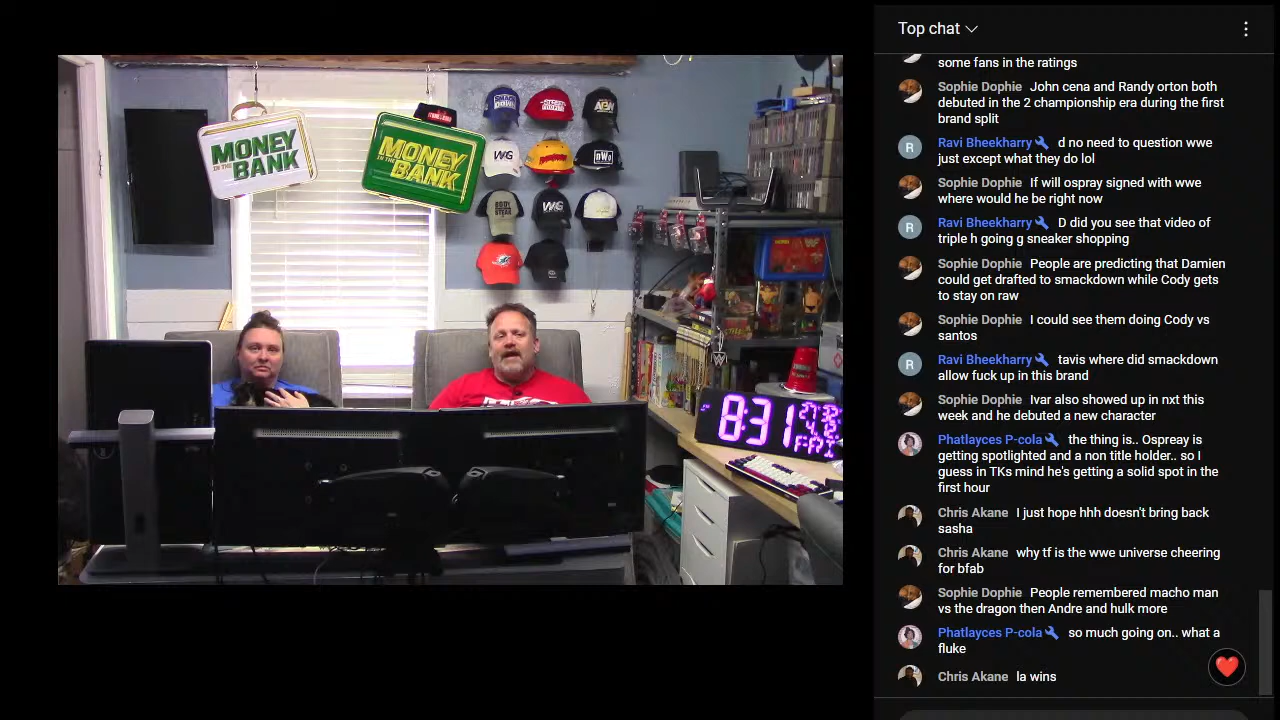 Top chat
some fans in the ratings
Sophie Dophie John cena and Randy orton both
debuted in the 2 championship era during the first
brand split
Ravi Bheekharry d no need to question wwe
just except what they do lol
Sophie Dophie If will ospray signed with wwe
where would he be right now
Ravi Bheekharry D did you see that video of
triple h going g sneaker shopping
Sophie Dophie People are predicting that Damien
could get drafted to smackdown while Cody gets
to stay on raw
Sophie Dophie I could see them doing Cody vs
santos
Ravi Bheekharry tavis where did smackdown
allow fuck up in this brand
Sophie Dophie Ivar also showed up in nxt this
week and he debuted a new character
Phatlayces P-cola the thing is.. Ospreay is
getting spotlighted and a non title holder.. so I
guess in TKs mind he's getting a solid spot in the
first hour
Chris Akane I just hope hhh doesn't bring back
sasha
Chris Akane why tf is the wwe universe cheering
for bfab
Sophie Dophie People remembered macho man
vs the dragon then Andre and hulk more
Phatlayces P-cola so much going on.. what a
fluke
Chris Akane la wins
R
R
R
MONEY
IN THE BANK
MONEY
IN THE BANK
WG
nWo
WG
8:31
FRI